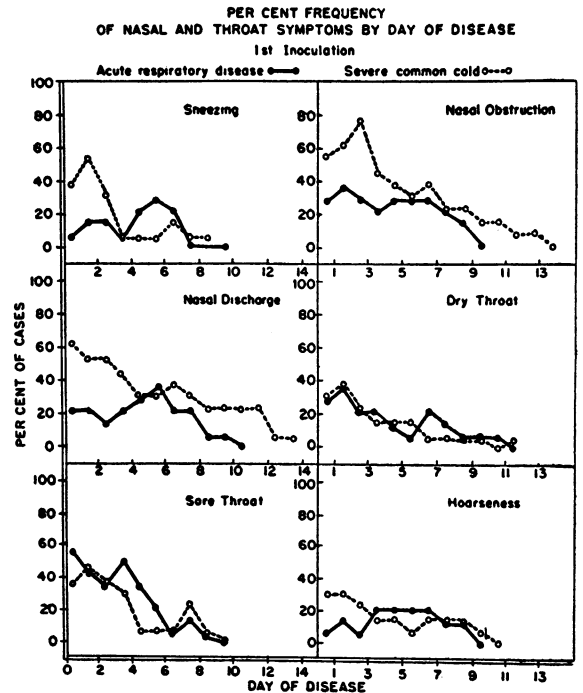 PER CENT FREQUENCY
OF NASAL AND THROAT SYMPTOMS BY DAY OF DISEASE
1st Inoculation
Acute respiratory disease Severe common cold
Sneezing
100
80
60
40
20
0
2 4 6 8 10 12 14
Nasal Obstruction
80
60
40
20
0
1 3 5 7 9 11 13
PER CENT OF CASES
Nasal Discharge
100
80
60
40
20
0
2 4 6 8 10 12 14
Dry Throat
100
80
60
40
20
0
1 3 5 7 9 11 13
Sore Throat
100
80
60
40
20
0
0 2 4 6 8 10 12 14
Hoarseness
100
80
60
40
20
0
1 3 5 7 9 11 13
DAY OF DISEASE